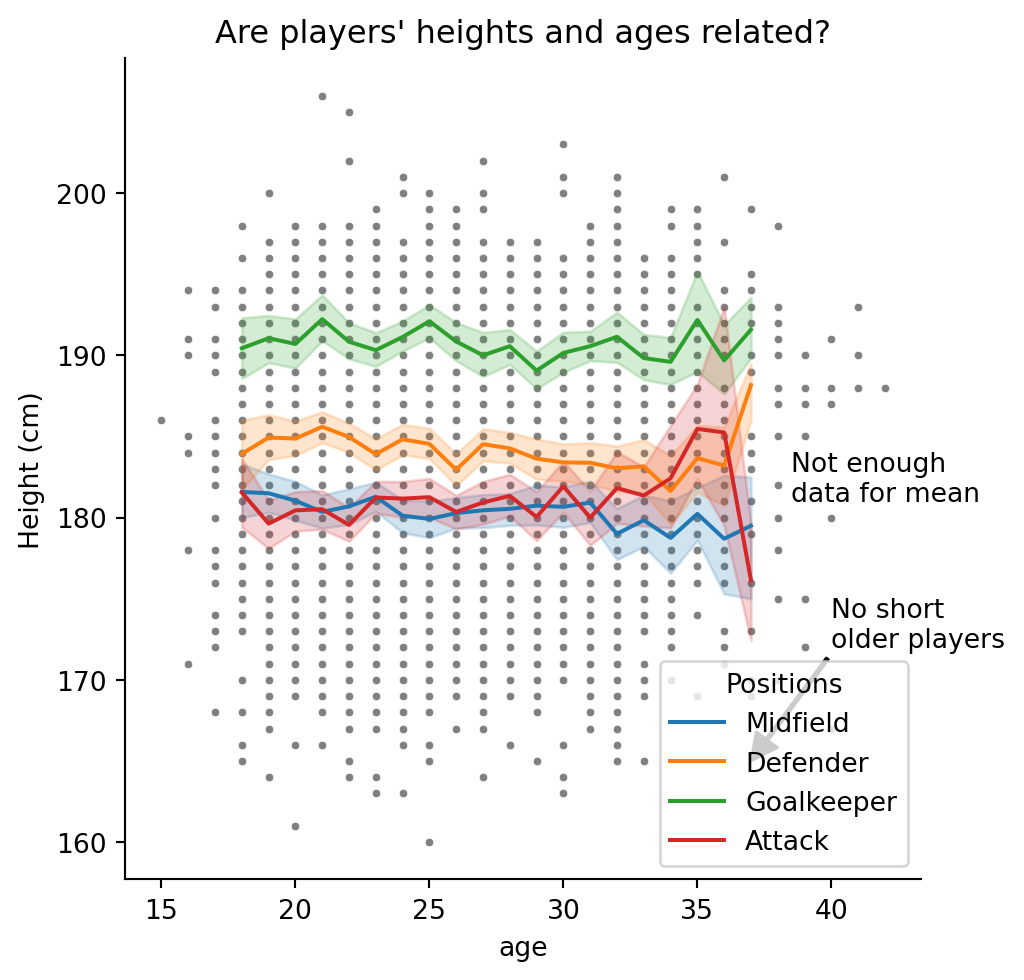 Are players' heights and ages related?
Height (cm)
200
190
180
170
160
Not enough
data for mean
No short
older players
Positions
Midfield
Defender
Goalkeeper
Attack
15
20
25
30
35
40
age